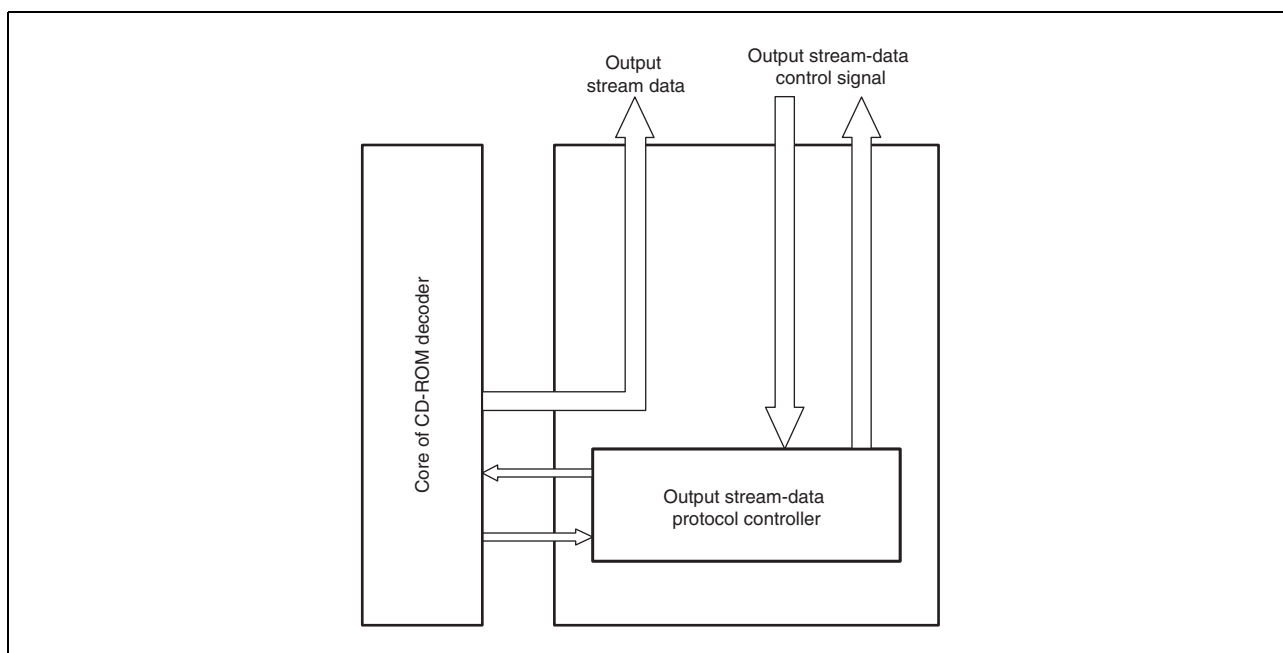 Output
stream data
Output stream-data
control signal
Core of CD-ROM decoder
Output stream-data
protocol controller